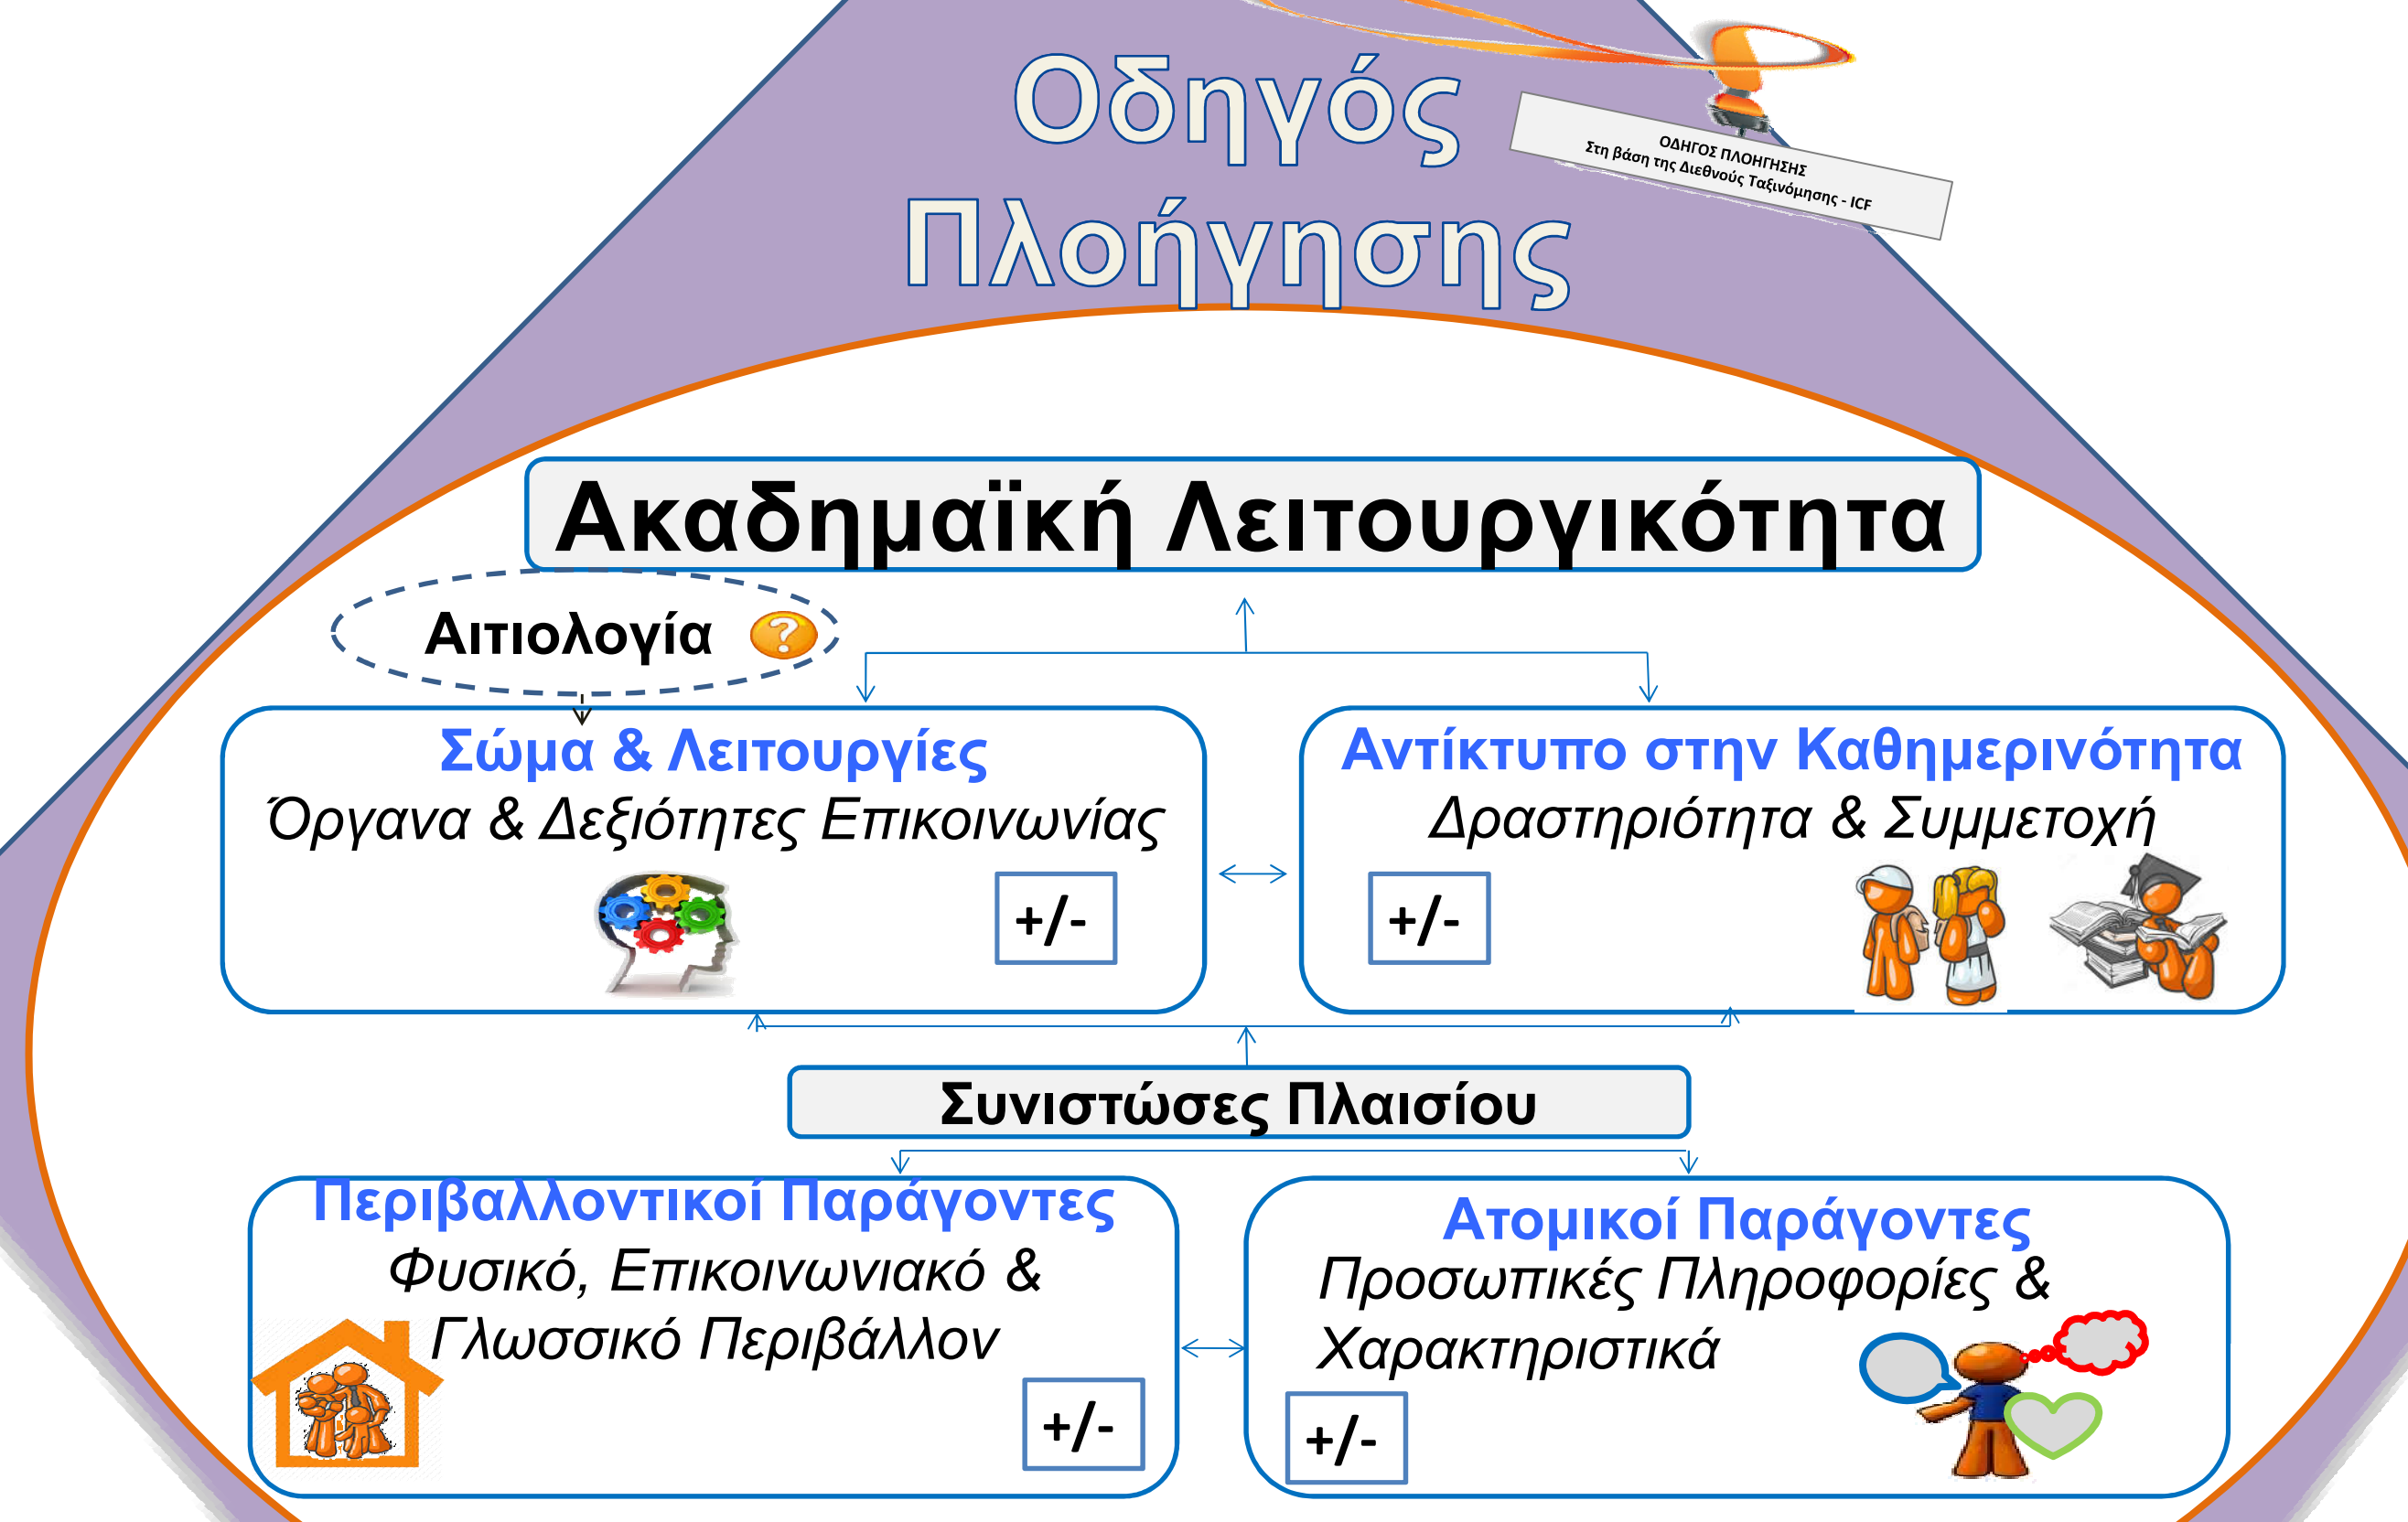 Οδηγός
Πλοήγησης
ΟΔΗΓΟΣ ΠΛΟΗΓΗΣΗΣ
Στη βάση της Διεθνούς Ταξινόμησης - ICF
Ακαδημαϊκή Λειτουργικότητα
Αιτιολογία ?
Σώμα & Λειτουργίες
Όργανα & Δεξιότητες Επικοινωνίας
+/-
Αντίκτυπο στην Καθημερινότητα
Δραστηριότητα & Συμμετοχή
+/-
Συνιστώσες Πλαισίου
Περιβαλλοντικοί Παράγοντες
Φυσικό, Επικοινωνιακό &
Γλωσσικό Περιβάλλον
+/-
Ατομικοί Παράγοντες
Προσωπικές Πληροφορίες &
Χαρακτηριστικά
+/-